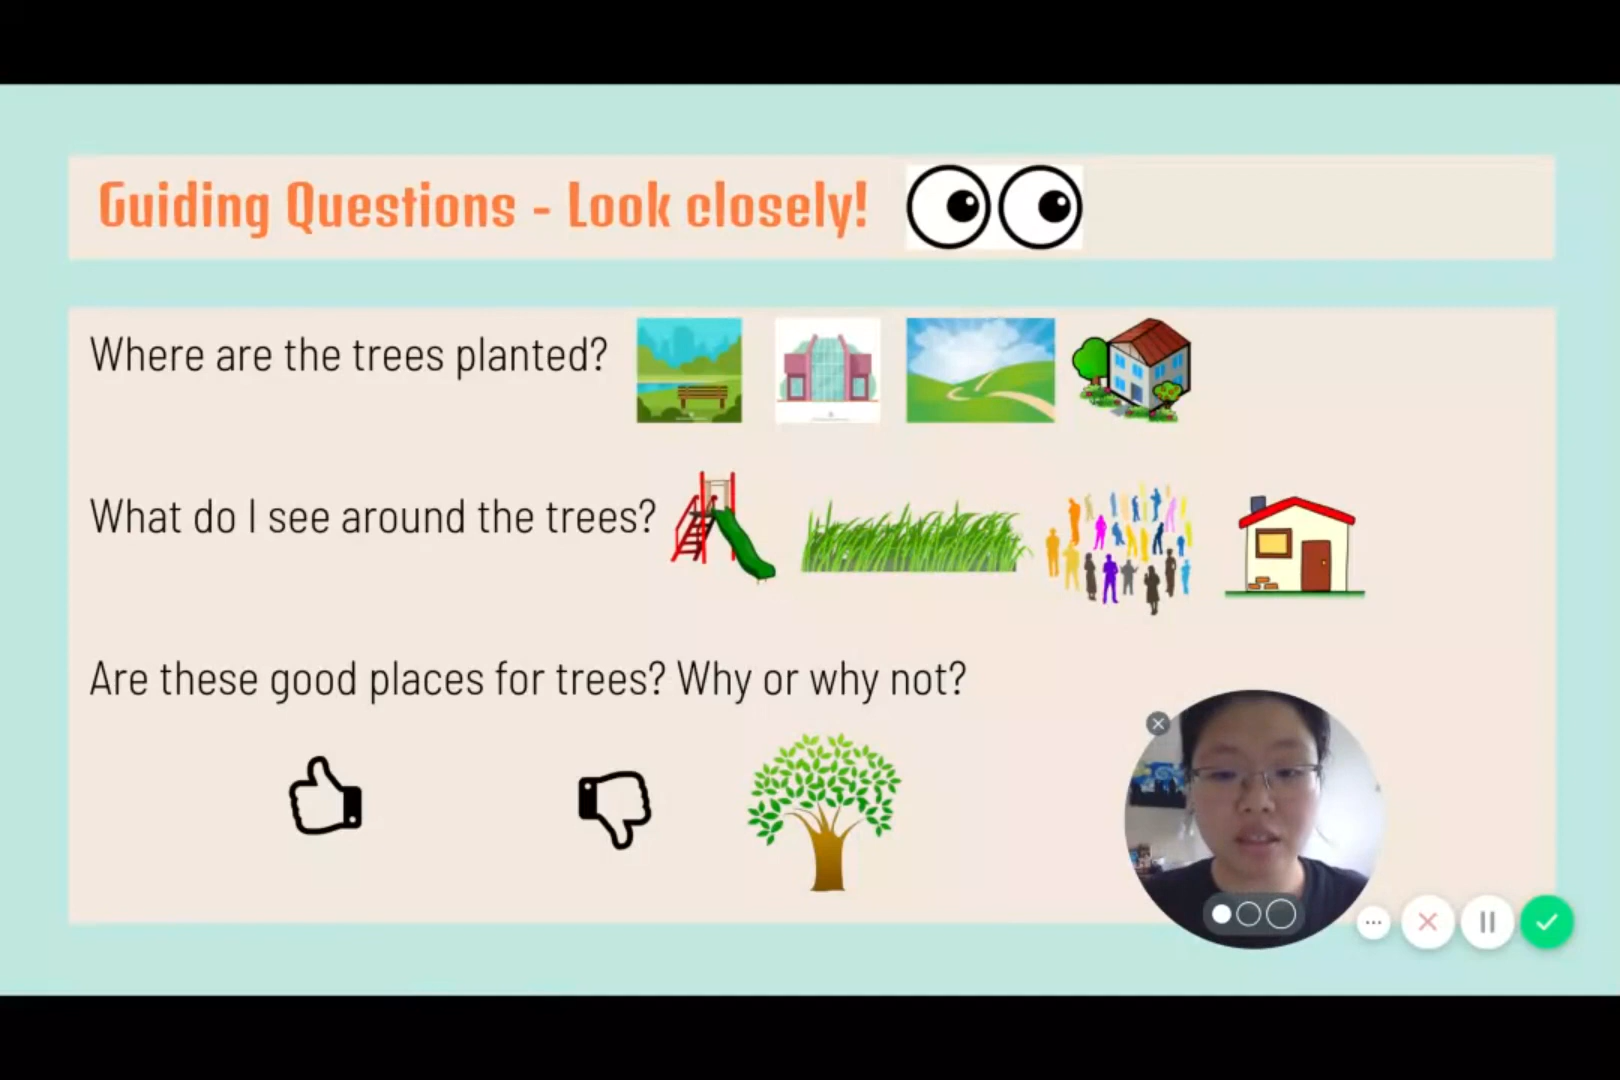 Guiding Questions - Look closely!
Where are the trees planted?
What do I see around the trees?
Are these good places for trees? Why or why not?